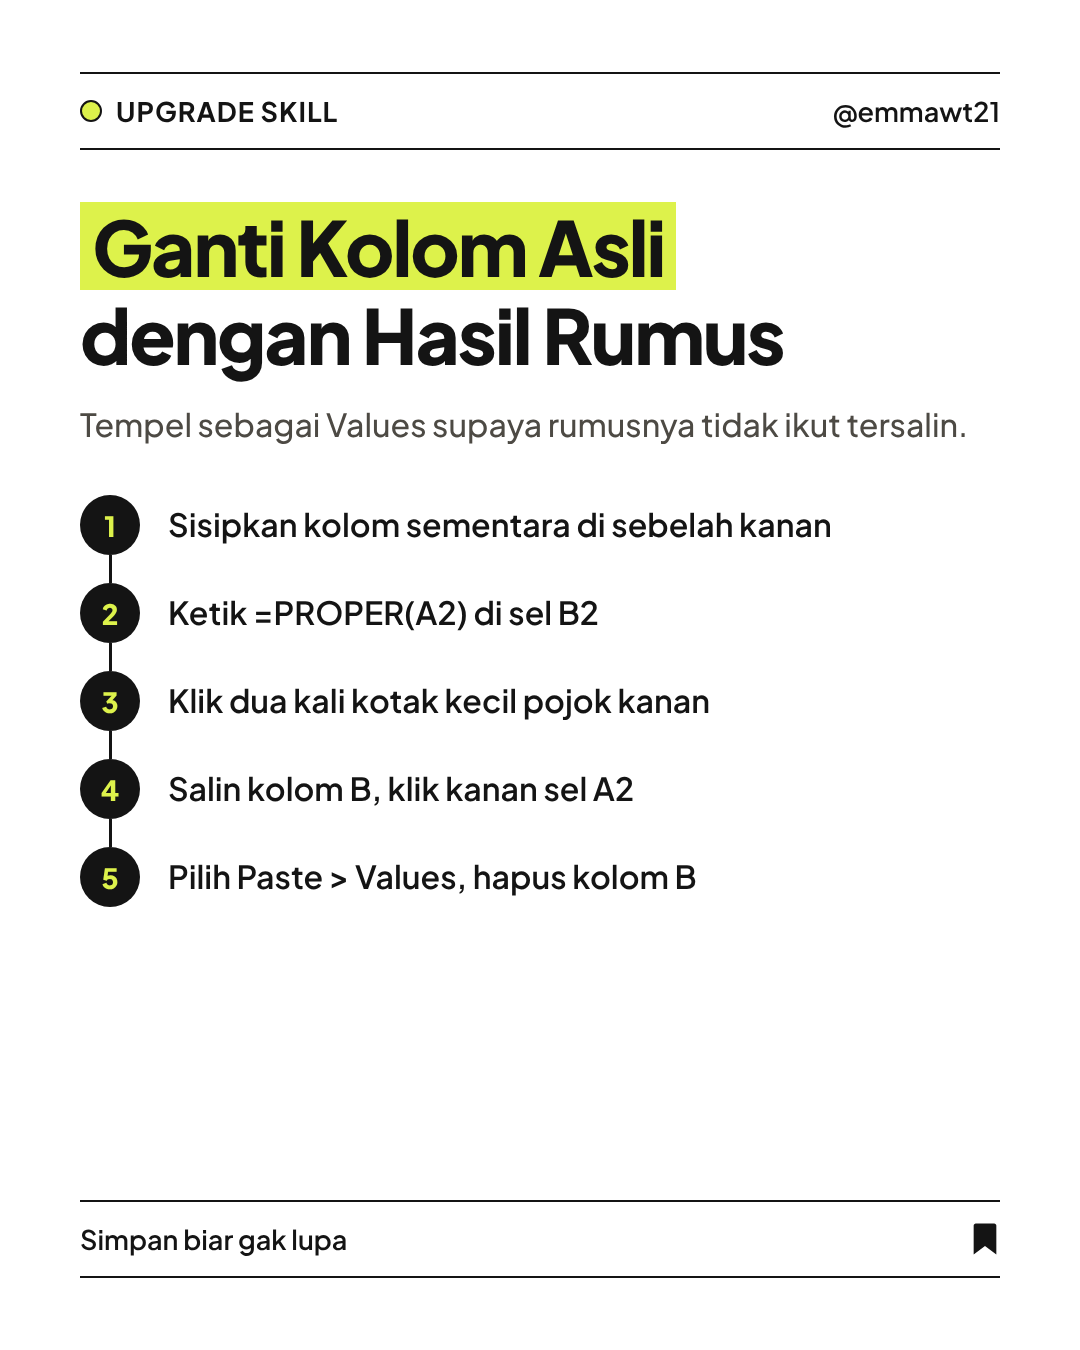 UPGRADE SKILL
@emmawt21
Ganti Kolom Asli
dengan Hasil Rumus
Tempel sebagai Values supaya rumusnya tidak ikut tersalin.
1 Sisipkan kolom sementara di sebelah kanan
2 Ketik =PROPER(A2) di sel B2
3 Klik dua kali kotak kecil pojok kanan
4 Salin kolom B, klik kanan sel A2
5 Pilih Paste > Values, hapus kolom B
Simpan biar gak lupa